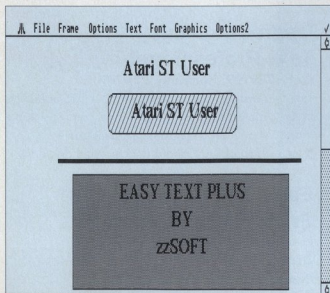 File Frame Options Text Font Graphics Options2
Atari ST User
Atari ST User
EASY TEXT PLUS
BY
zzSOFT